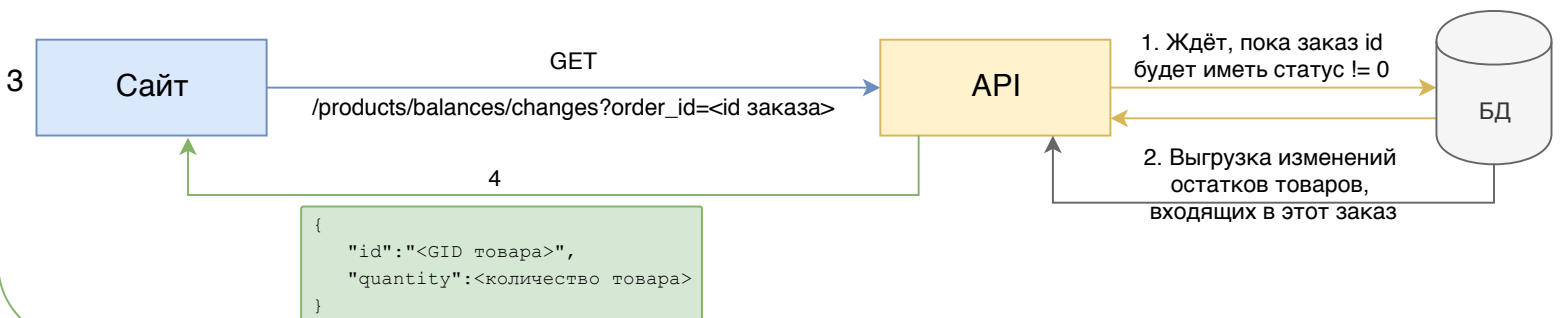 3
Сайт
GET
/products/balances/changes?order_id=<id заказа>
API
1. Ждёт, пока заказ id
будет иметь статус != 0
БД
2. Выгрузка изменений
остатков товаров,
входящих в этот заказ
4
{
"id":"<GID товара>",
"quantity":<количество товара>
}